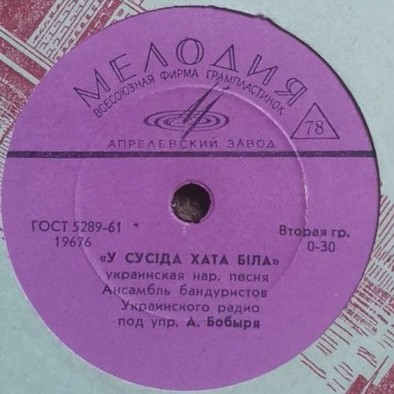 МЕЛОДИЯ
ВСЕСОЮЗНАЯ ФИРМА ГРАМПЛАСТИНОК
78
АПРЕЛЕВСКИЙ ЗАВОД
ГОСТ 5289-61
19676
Вторая гр.
0-30
«У СУСІДА ХАТА БІЛА»
украинская нар. песня
Ансамбль бандуристов
Украинского радио
под упр. А. Бобыря